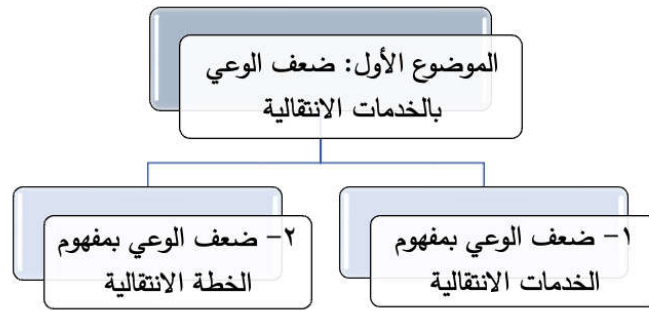 الموضوع الأول: ضعف الوعي
بالخدمات الانتقالية
١- ضعف الوعي بمفهوم
الخدمات الانتقالية
٢- ضعف الوعي بمفهوم
الخطة الانتقالية